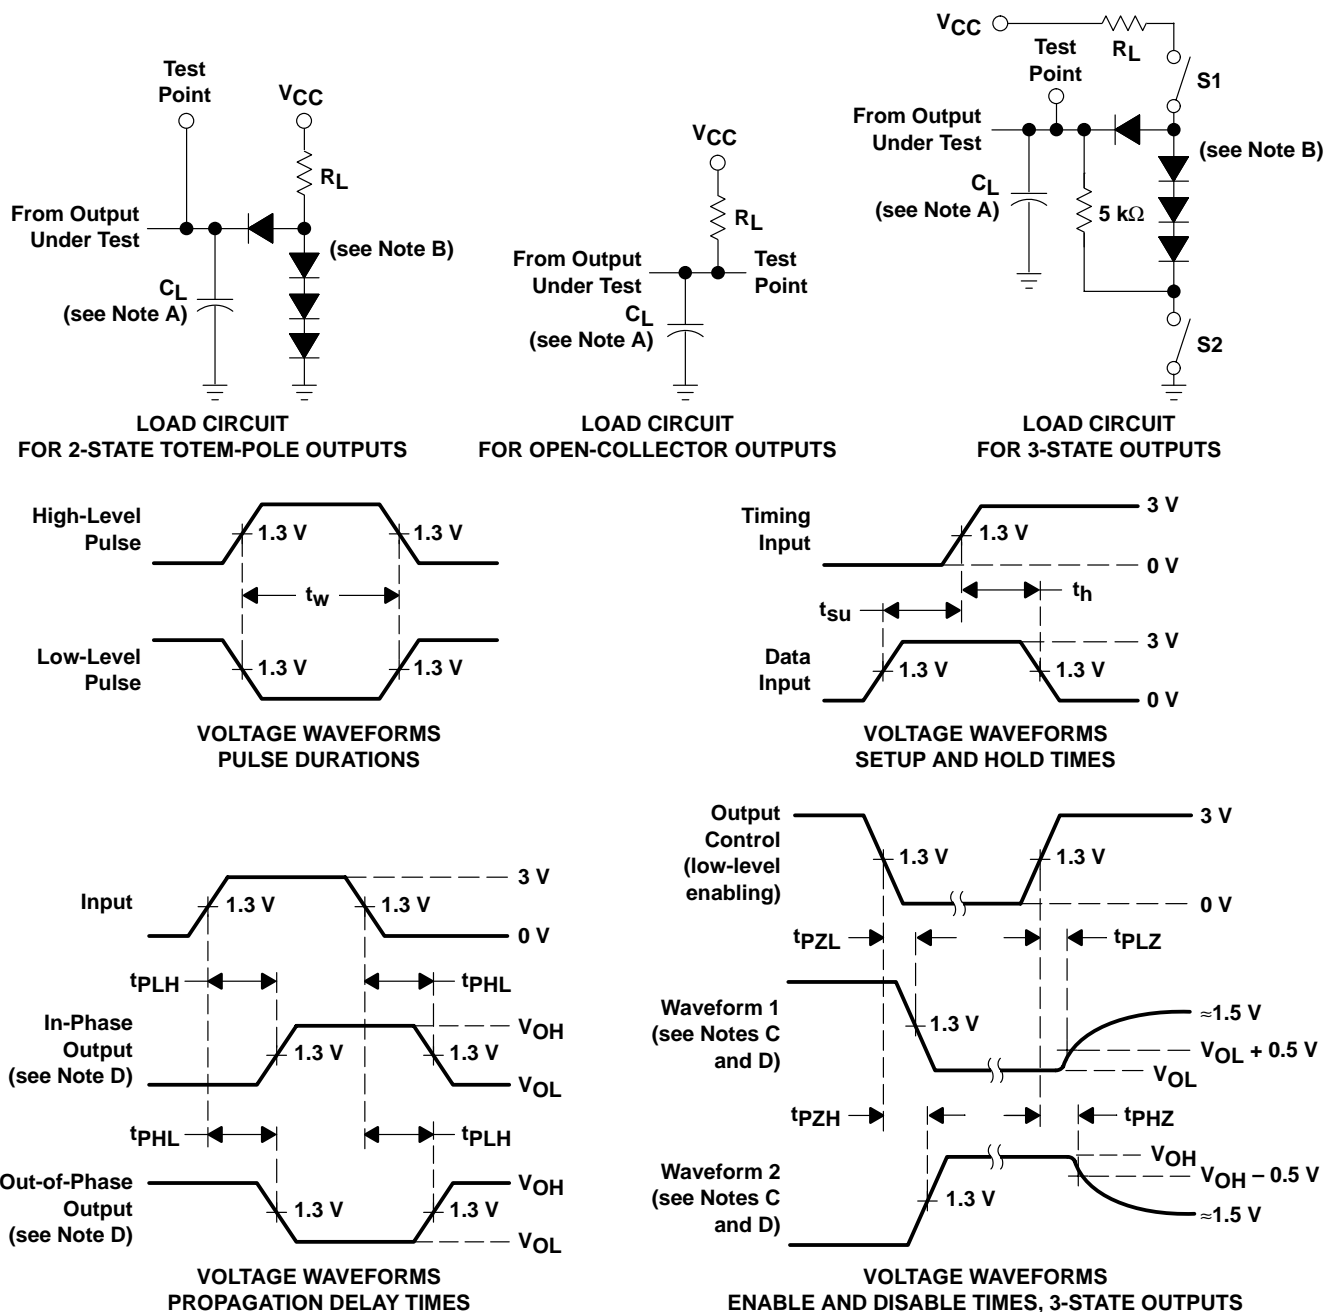 Test
Point
VCC
RL
From Output
Under Test
(see Note B)
CL
(see Note A)
LOAD CIRCUIT
FOR 2-STATE TOTEM-POLE OUTPUTS
VCC
RL
From Output
Under Test
Test
Point
CL
(see Note A)
LOAD CIRCUIT
FOR OPEN-COLLECTOR OUTPUTS
VCC
RL
Test
Point
S1
From Output
Under Test
(see Note B)
CL
(see Note A)
5 kΩ
S2
LOAD CIRCUIT
FOR 3-STATE OUTPUTS
High-Level
Pulse
1.3 V
1.3 V
tw
Low-Level
Pulse
1.3 V
1.3 V
VOLTAGE WAVEFORMS
PULSE DURATIONS
Timing
Input
1.3 V
3 V
0 V
tsu
th
Data
Input
1.3 V
1.3 V
3 V
0 V
VOLTAGE WAVEFORMS
SETUP AND HOLD TIMES
Input
1.3 V
1.3 V
3 V
0 V
tPLH
tPHL
In-Phase
Output
(see Note D)
1.3 V
1.3 V
VOH
VOL
tPHL
tPLH
Out-of-Phase
Output
(see Note D)
1.3 V
1.3 V
VOH
VOL
VOLTAGE WAVEFORMS
PROPAGATION DELAY TIMES
Output
Control
(low-level
enabling)
1.3 V
1.3 V
3 V
0 V
tPZL
tPLZ
Waveform 1
(see Notes C
and D)
1.3 V
≈1.5 V
VOL + 0.5 V
VOL
tPZH
tPHZ
Waveform 2
(see Notes C
and D)
1.3 V
VOH
VOH – 0.5 V
≈1.5 V
VOLTAGE WAVEFORMS
ENABLE AND DISABLE TIMES, 3-STATE OUTPUTS